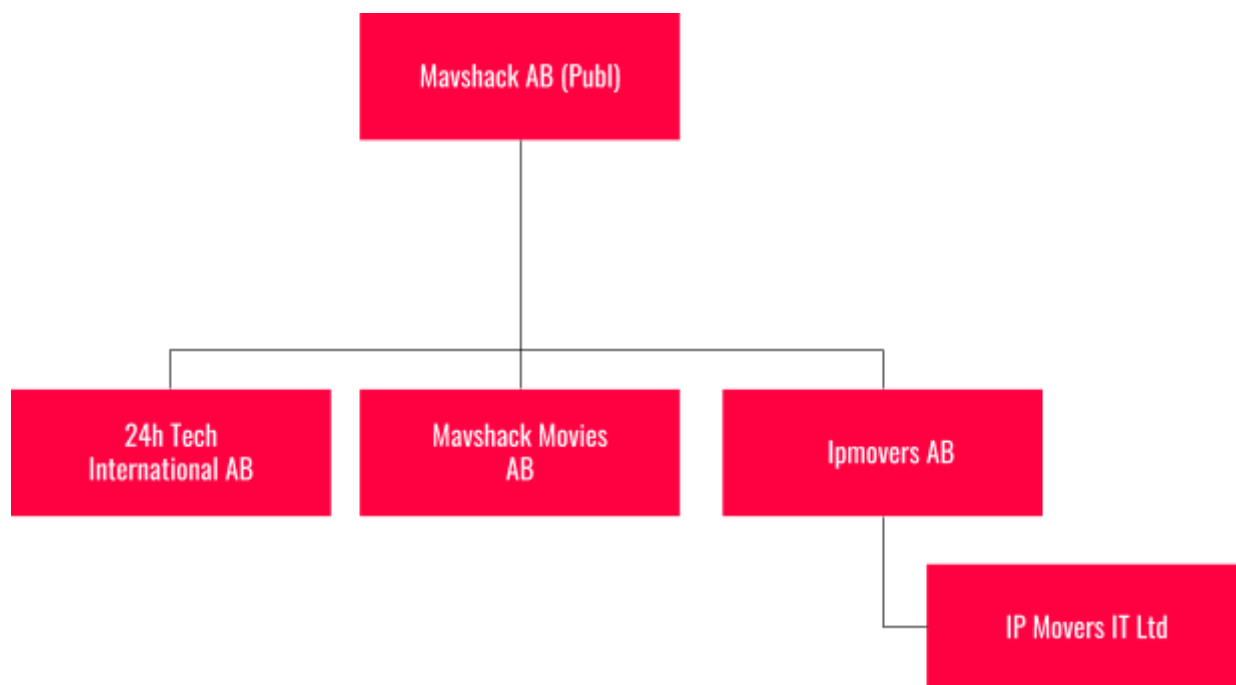 Mavshack AB (Publ)
24h Tech
International AB
Mavshack Movies
AB
Ipmovers AB
IP Movers IT Ltd